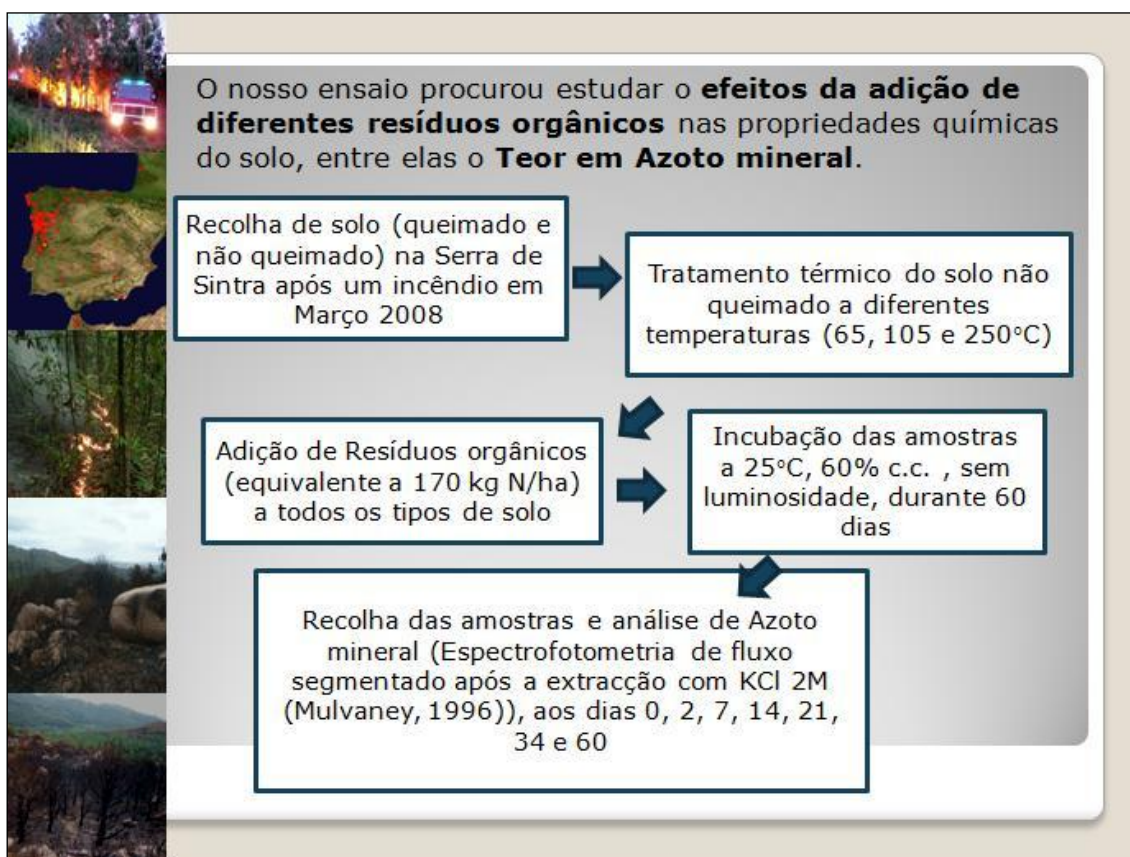 O nosso ensaio procurou estudar o efeitos da adição de
diferentes resíduos orgânicos nas propriedades químicas
do solo, entre elas o Teor em Azoto mineral.
Recolha de solo (queimado e
não queimado) na Serra de
Sintra após um incêndio em
Março 2008
Tratamento térmico do solo não
queimado a diferentes
temperaturas (65, 105 e 250°C)
Adição de Resíduos orgânicos
(equivalente a 170 kg N/ha)
a todos os tipos de solo
Incubação das amostras
a 25°C, 60% c.c. , sem
luminosidade, durante 60
dias
Recolha das amostras e análise de Azoto
mineral (Espectrofotometria de fluxo
segmentado após a extracção com KCl 2M
(Mulvaney, 1996)), aos dias 0, 2, 7, 14, 21,
34 e 60